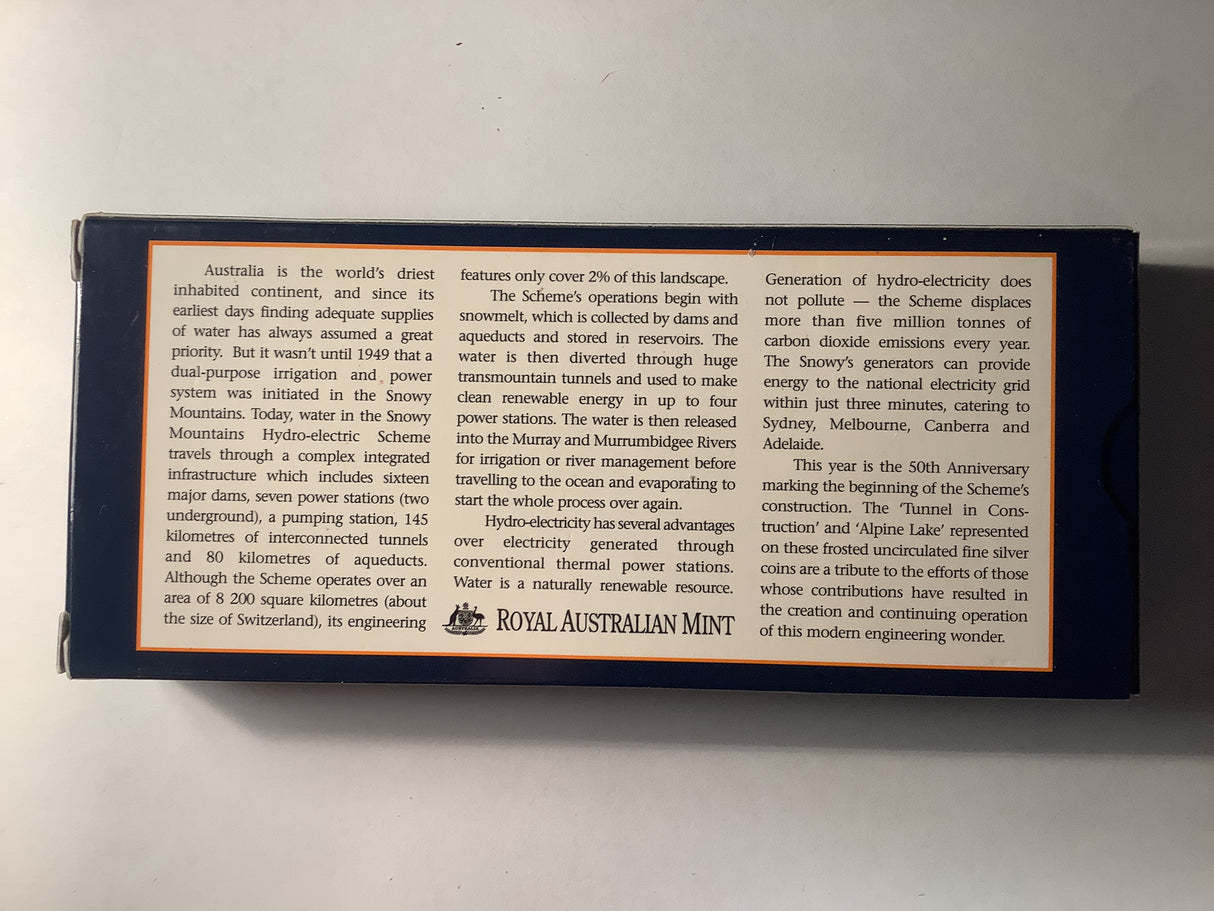 Australia is the world's driest
inhabited continent, and since its
earliest days finding adequate supplies
of water has always assumed a great
priority. But it wasn't until 1949 that a
dual-purpose irrigation and power
system was initiated in the Snowy
Mountains. Today, water in the Snowy
Mountains Hydro-electric Scheme
travels through a complex integrated
infrastructure which includes sixteen
major dams, seven power stations (two
underground), a pumping station, 145
kilometres of interconnected tunnels
and 80 kilometres of aqueducts.
Although the Scheme operates over an
area of 8 200 square kilometres (about
the size of Switzerland), its engineering
features only cover 2% of this landscape.
The Scheme's operations begin with
snowmelt, which is collected by dams and
aqueducts and stored in reservoirs. The
water is then diverted through huge
transmountain tunnels and used to make
clean renewable energy in up to four
power stations. The water is then released
into the Murray and Murrumbidgee Rivers
for irrigation or river management before
travelling to the ocean and evaporating to
start the whole process over again.
Hydro-electricity has several advantages
over electricity generated through
conventional thermal power stations.
Water is a naturally renewable resource.
AUSTRALIA
ROYAL AUSTRALIAN MINT
Generation of hydro-electricity does
not pollute — the Scheme displaces
more than five million tonnes of
carbon dioxide emissions every year.
The Snowy's generators can provide
energy to the national electricity grid
within just three minutes, catering to
Sydney, Melbourne, Canberra and
Adelaide.
This year is the 50th Anniversary
marking the beginning of the Scheme's
construction. The 'Tunnel in Cons-
truction' and 'Alpine Lake' represented
on these frosted uncirculated fine silver
coins are a tribute to the efforts of those
whose contributions have resulted in
the creation and continuing operation
of this modern engineering wonder.